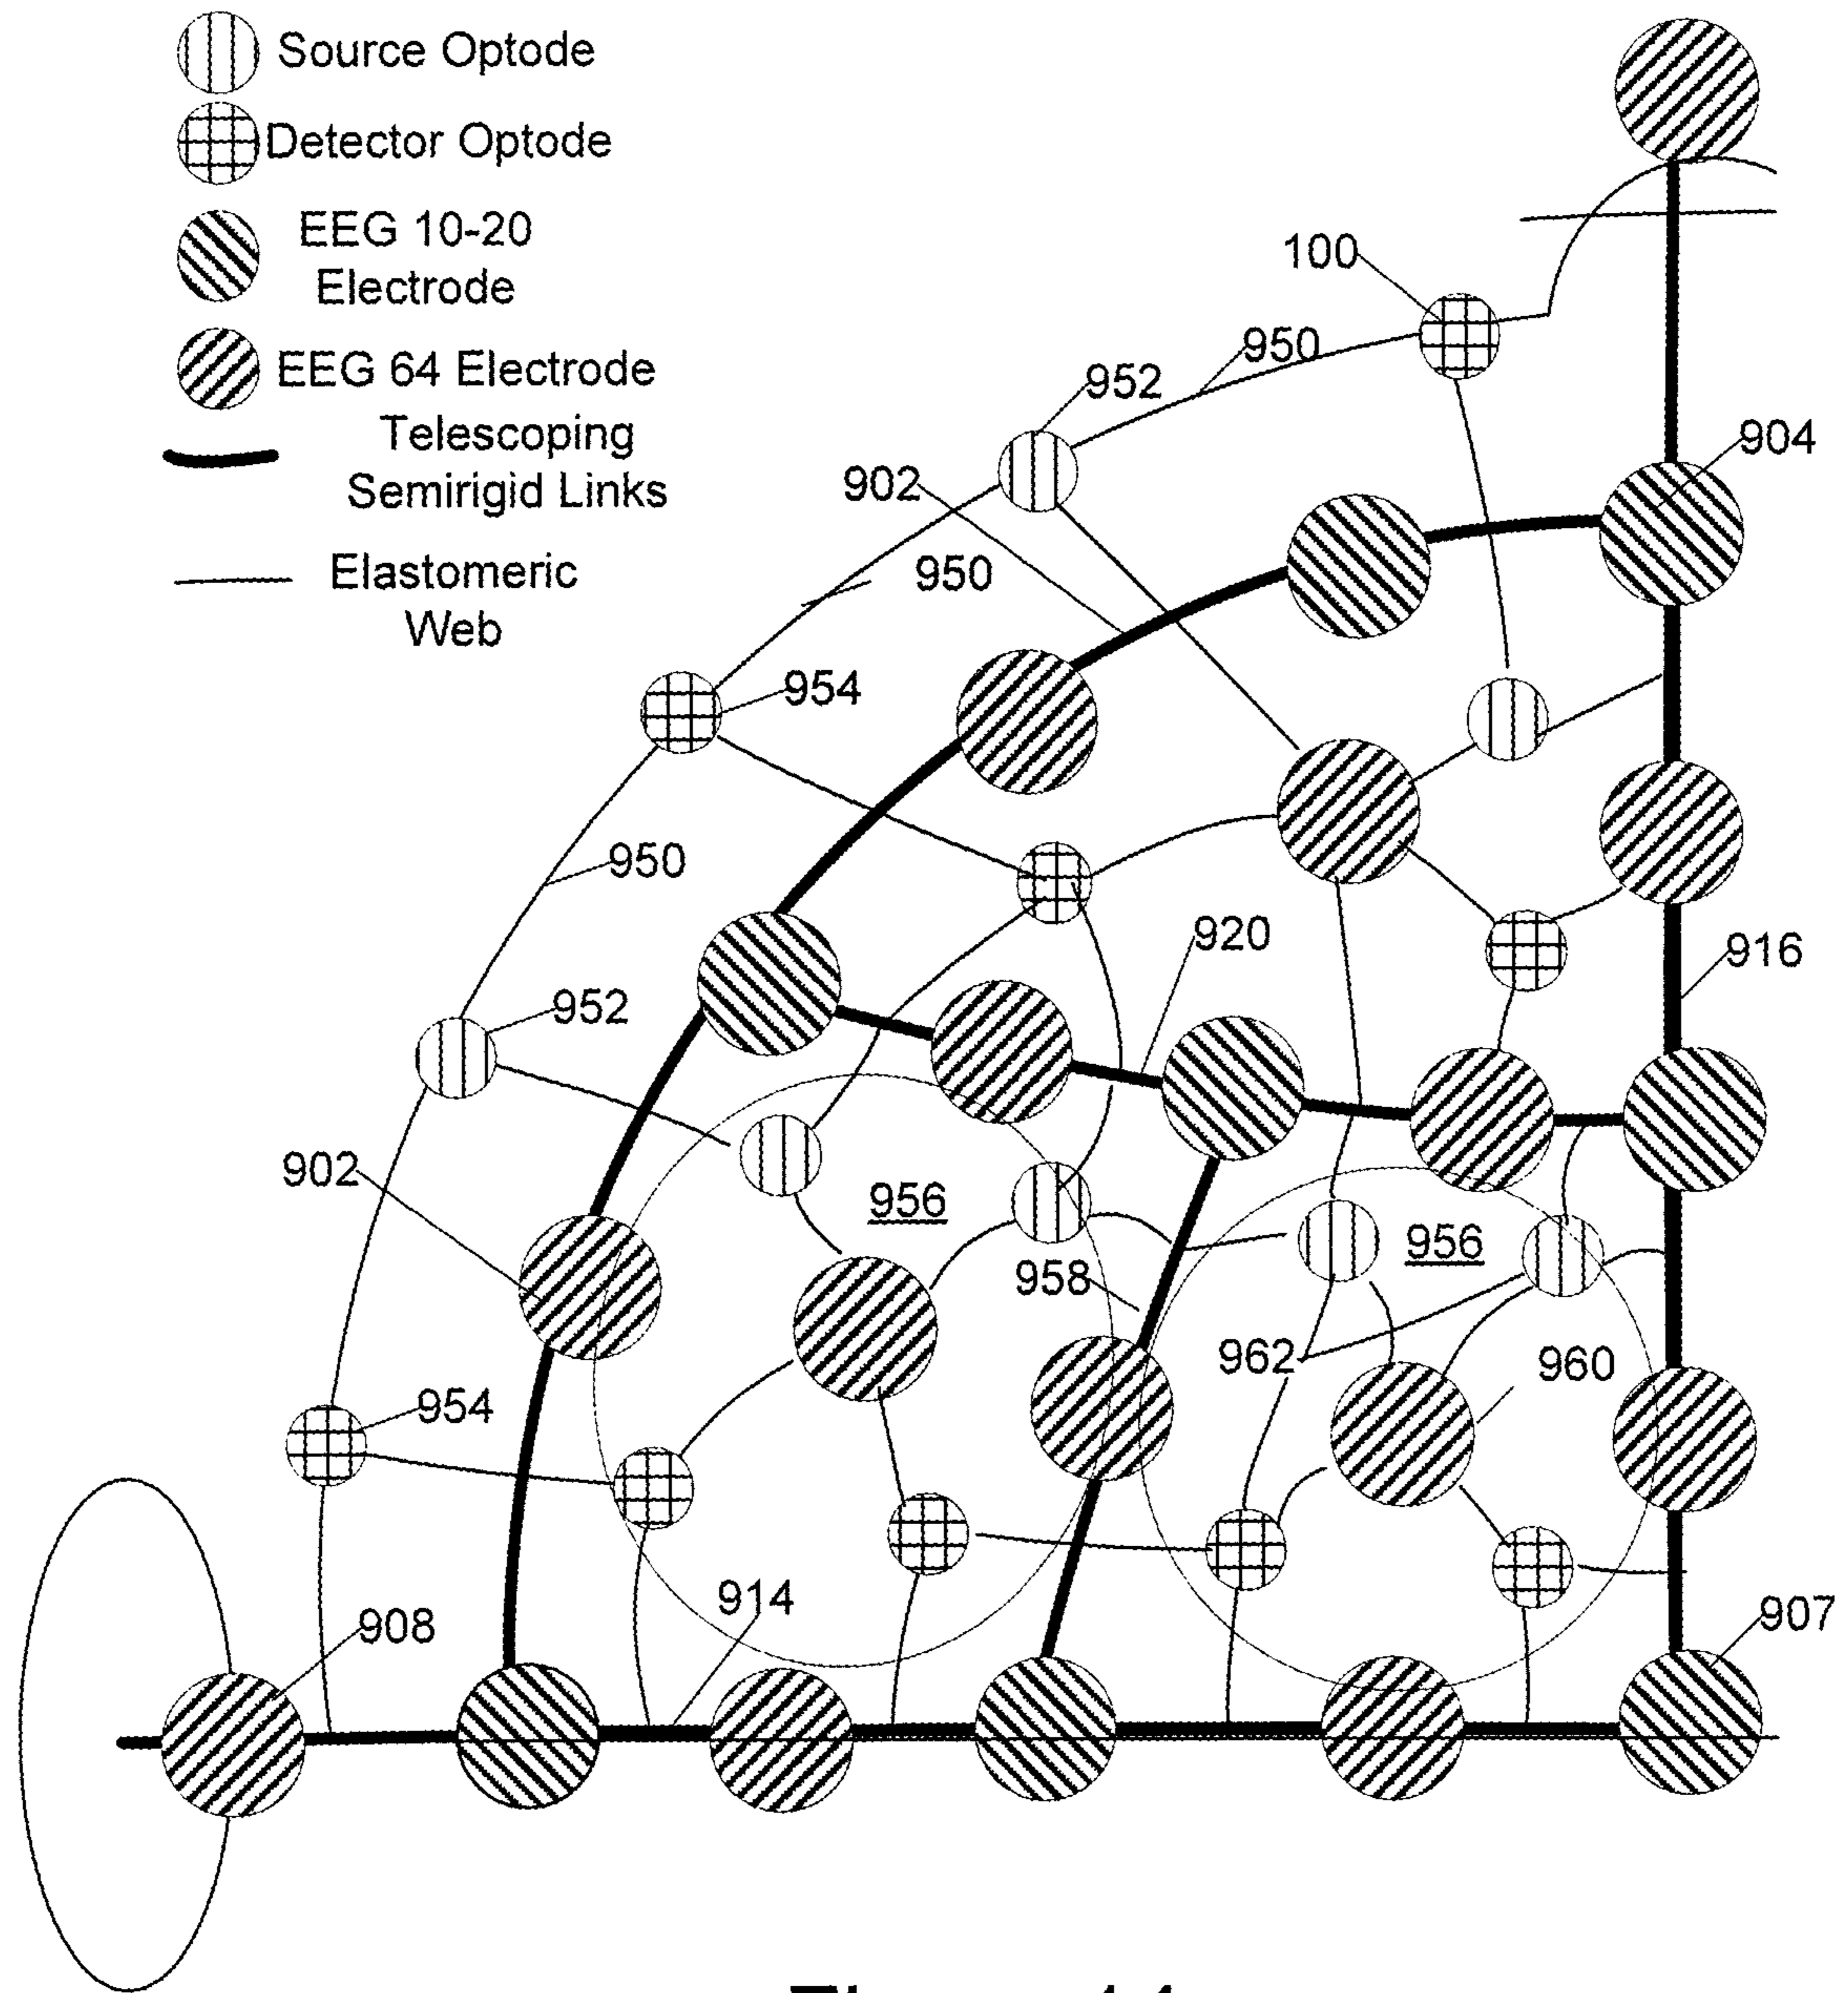 Source Optode
Detector Optode
EEG 10-20
Electrode
EEG 64 Electrode
Telescoping
Semirigid Links
Elastomeric
Web
100
950
952
904
902
950
954
950
920
916
952
902
956
956
958
962
960
954
914
907
908